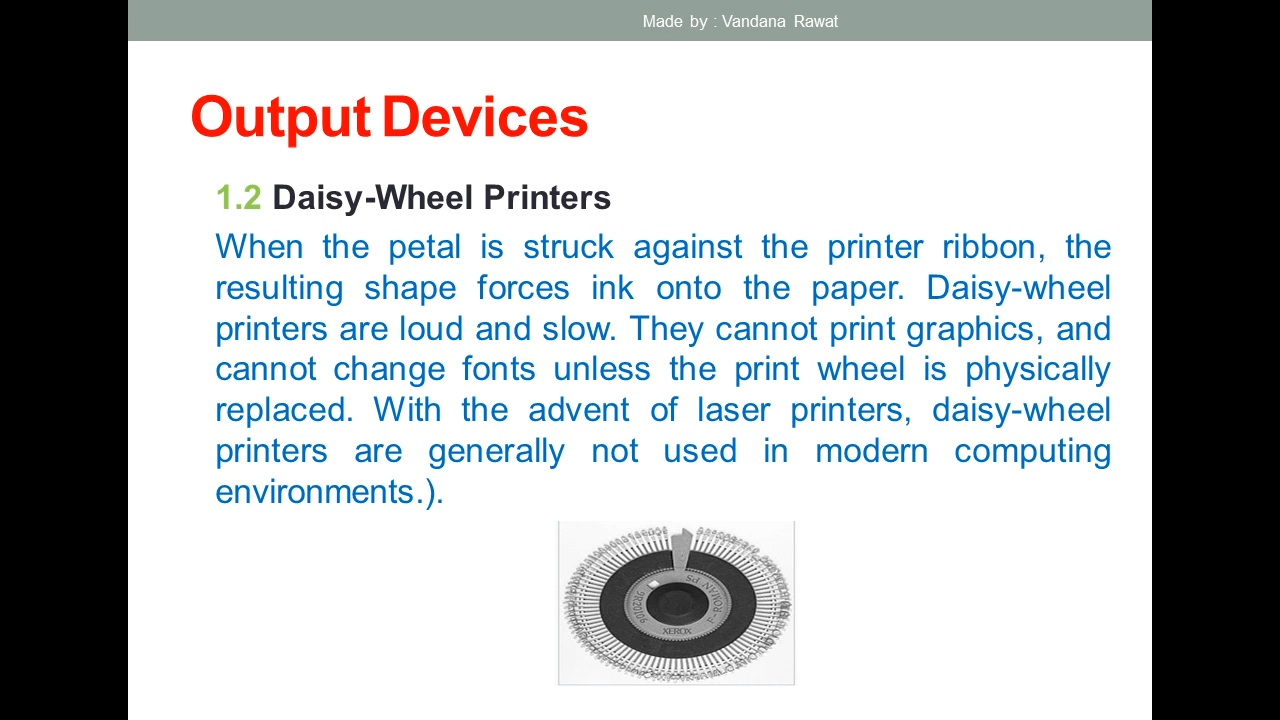 Made by : Vandana Rawat
Output Devices
1.2 Daisy-Wheel Printers
When the petal is struck against the printer ribbon, the
resulting shape forces ink onto the paper. Daisy-wheel
printers are loud and slow. They cannot print graphics, and
cannot change fonts unless the print wheel is physically
replaced. With the advent of laser printers, daisy-wheel
printers are generally not used in modern computing
environments.).
XEROX